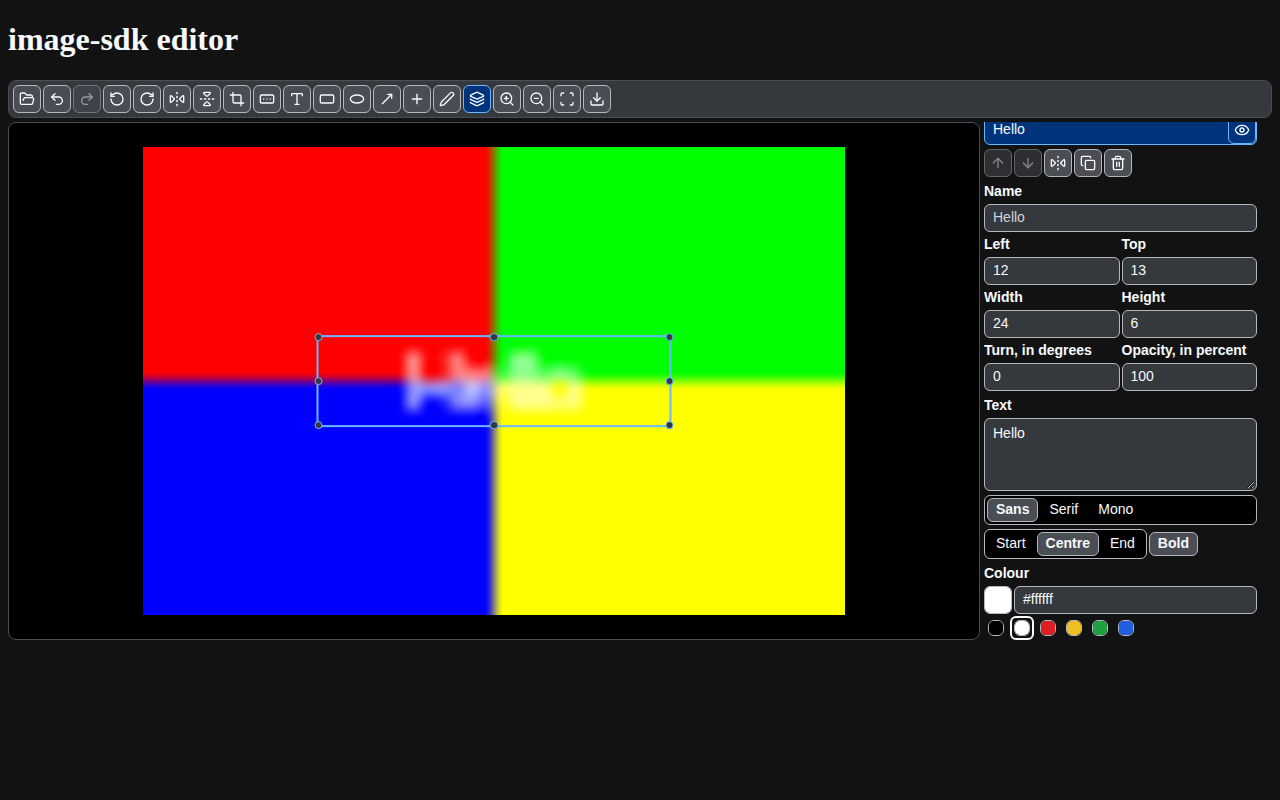 image-sdk editor
Hello
Name
Hello
Left Top
12 13
Width Height
24 6
Turn, in degrees Opacity, in percent
0 100
Text
Hello
Sans Serif Mono
Start Centre End Bold
Colour
#ffffff